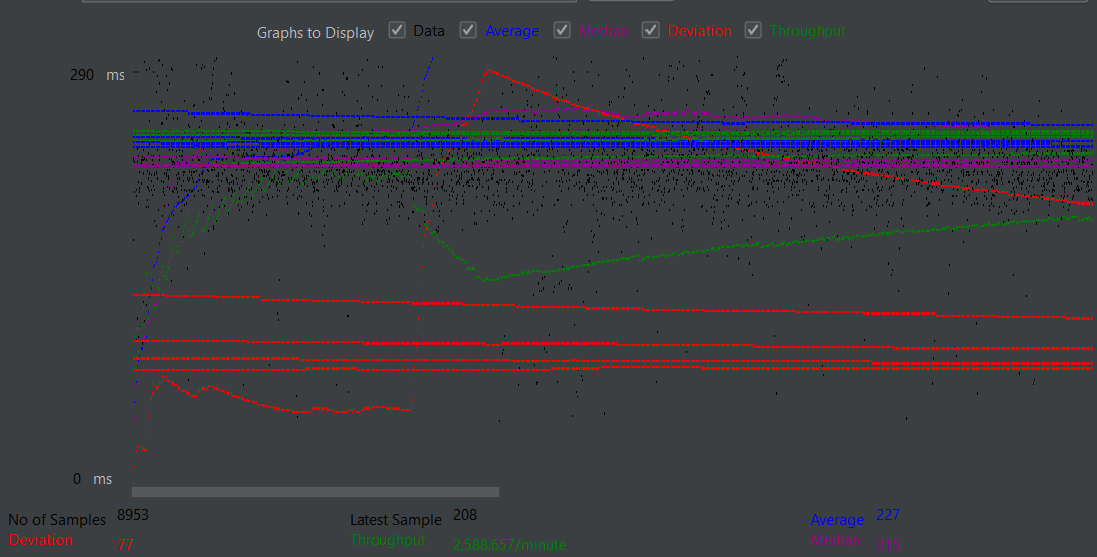 Graphs to Display Data Average Median Deviation Throughput
290 ms
0 ms
No of Samples 8953 Latest Sample 208 Average 227
Deviation 77 Throughput 2,588.657/minute Median 215